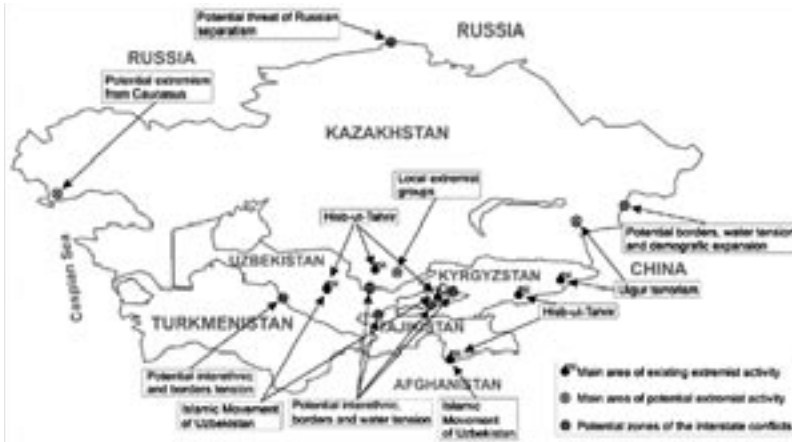 Potential threat of Russian
separatism
RUSSIA
RUSSIA
Potential extremism
from Caucasus
KAZAKHSTAN
Local extremist
groups
Hisb-ut-Tahrir
Caspian Sea
UZBEKISTAN
KYRGYZSTAN
Potential borders, water tension
and demografic expansion
CHINA
Uigur terrorism
TURKMENISTAN
TAJIKISTAN
Hisb-ut-Tahrir
Potential interethnic
and borders tension
Islamic Movement
of Uzbekistan
Potential interethnic,
borders and water tension
AFGHANISTAN
Islamic
Movement
of Uzbekistan
Main area of existing extremist activity
Main area of potential extremist activity
Potential zones of the interstate conflicts